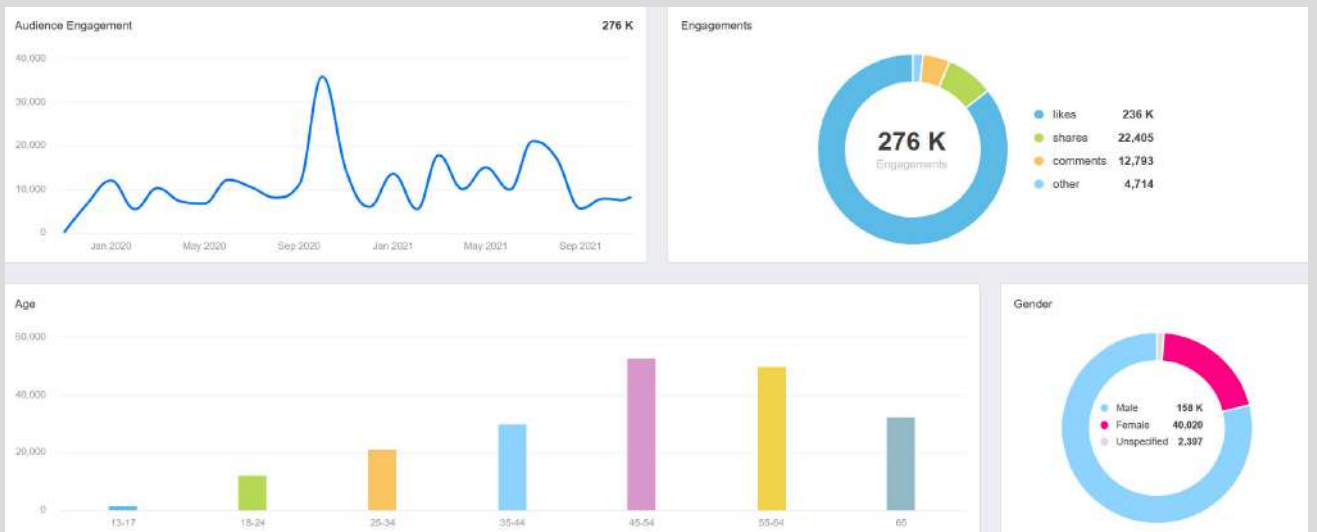 Audience Engagement 276 K
40,000
30,000
20,000
10,000
0
Jan 2020 May 2020 Sep 2020 Jan 2021 May 2021 Sep 2021
Engagements
276 K
Engagements
likes 236 K
shares 22,405
comments 12,793
other 4,714
Age
60,000
40,000
20,000
0
13-17 18-24 25-34 35-44 45-54 55-64 65
Gender
Male 158 K
Female 40,020
Unspecified 2,397